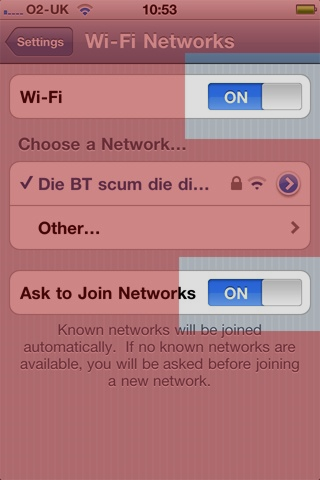 O2-UK 10:53
Settings Wi-Fi Networks
Wi-Fi ON
Choose a Network...
Die BT scum die di...
Other...
Ask to Join Networks ON
Known networks will be joined
automatically. If no known networks are
available, you will be asked before joining
a new network.